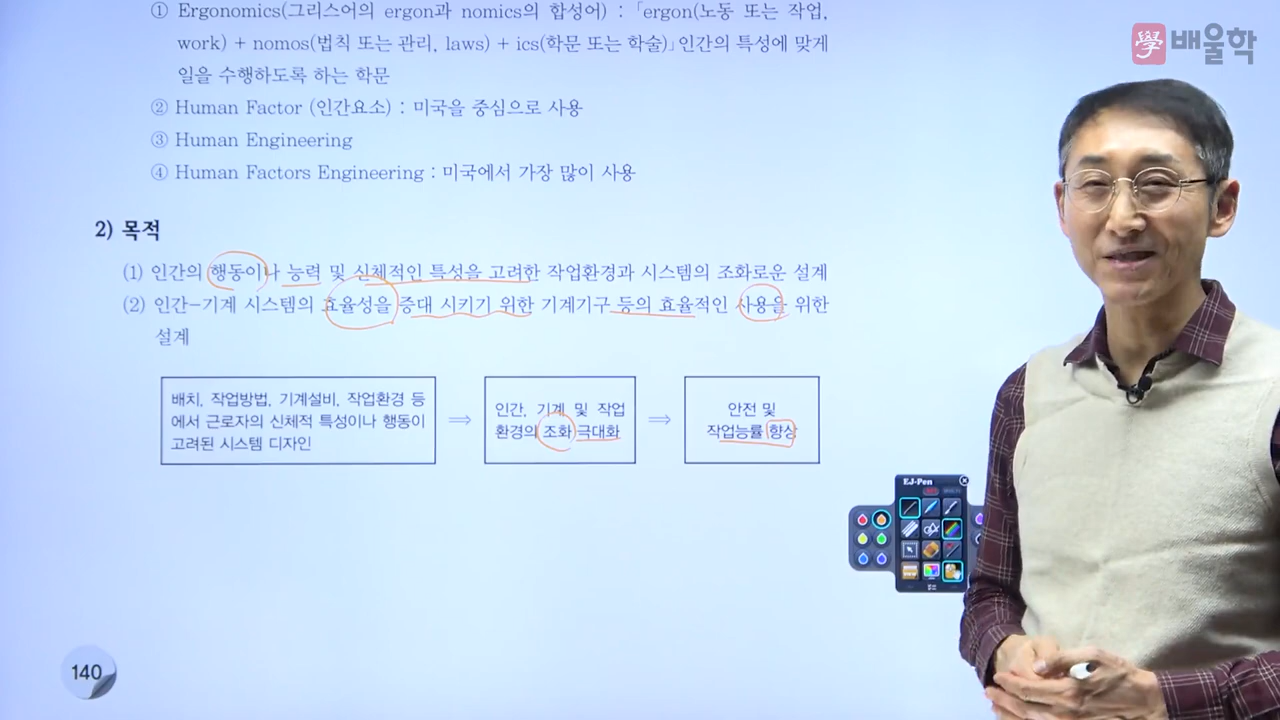 ① Ergonomics(그리스어의 ergon과 nomics의 합성어) : 「ergon(노동 또는 작업,
work) + nomos(법칙 또는 관리, laws) + ics(학문 또는 학술)」인간의 특성에 맞게
일을 수행하도록 하는 학문
② Human Factor (인간요소) : 미국을 중심으로 사용
③ Human Engineering
④ Human Factors Engineering : 미국에서 가장 많이 사용
2) 목적
(1) 인간의 행동이나 능력 및 신체적인 특성을 고려한 작업환경과 시스템의 조화로운 설계
(2) 인간-기계 시스템의 효율성을 증대 시키기 위한 기계기구 등의 효율적인 사용을 위한
설계
배치, 작업방법, 기계설비, 작업환경 등
에서 근로자의 신체적 특성이나 행동이
고려된 시스템 디자인
⇒
인간, 기계 및 작업
환경의 조화 극대화
⇒
안전 및
작업능률 향상
140
學 배울학
EJ-Pen